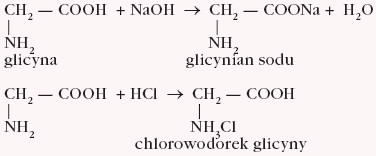 CH₂ — COOH + NaOH → CH₂ — COONa + H₂O
|                    |
NH₂                  NH₂
glicyna              glicynian sodu
CH₂ — COOH + HCl → CH₂ — COOH
|                  |
NH₂                NH₃Cl
chlorowodorek glicyny